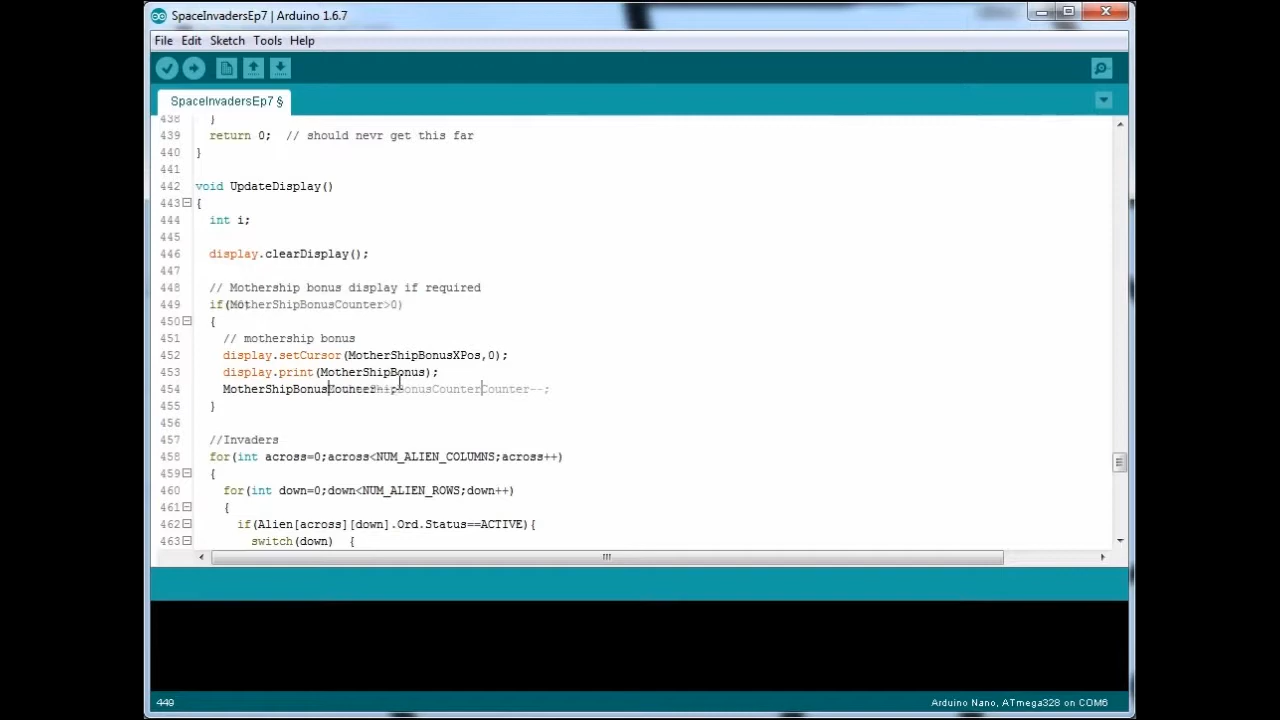 SpaceInvadersEp7 | Arduino 1.6.7
File Edit Sketch Tools Help
SpaceInvadersEp7 §
438 }
439 return 0; // should nevr get this far
440 }
441
442 void UpdateDisplay()
443 {
444 int i;
445
446 display.clearDisplay();
447
448 // Mothership bonus display if required
449 if(MotherShipBonusCounter>0)
450 {
451 // mothership bonus
452 display.setCursor(MotherShipBonusXPos,0);
453 display.print(MotherShipBonus);
454 MotherShipBonus
455 }
456
457 //Invaders
458 for(int across=0;across<NUM_ALIEN_COLUMNS;across++)
459 {
460 for(int down=0;down<NUM_ALIEN_ROWS;down++)
461 {
462 if(Alien[across][down].Ord.Status==ACTIVE){
463 switch(down) {
449
Arduino Nano, ATmega328 on COM6